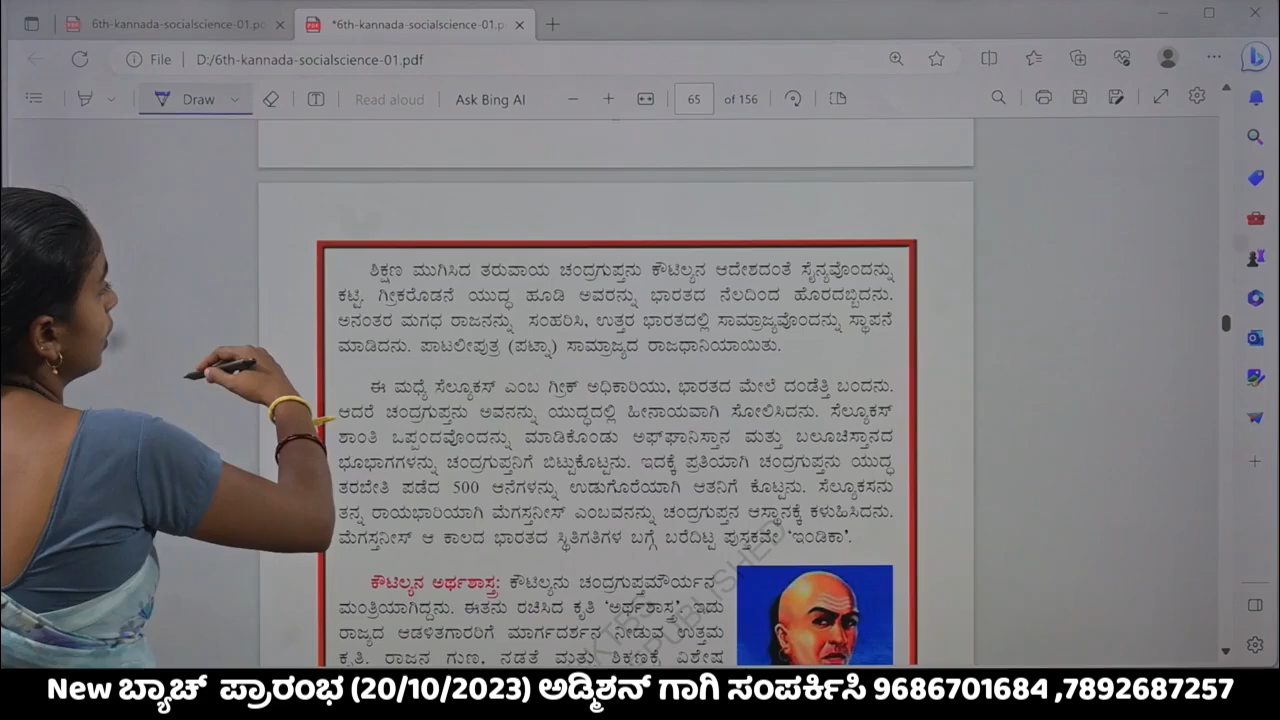 6th-kannada-socialscience-01.pd
*6th-kannada-socialscience-01.p
File D:/6th-kannada-socialscience-01.pdf
Draw Read aloud Ask Bing AI 65 of 156
ಶಿಕ್ಷಣ ಮುಗಿಸಿದ ತರುವಾಯ ಚಂದ್ರಗುಪ್ತನು ಕೌಟಿಲ್ಯನ ಆದೇಶದಂತೆ ಸೈನ್ಯವೊಂದನ್ನು
ಕಟ್ಟಿ, ಗ್ರೀಕರೊಡನೆ ಯುದ್ಧ ಹೂಡಿ ಅವರನ್ನು ಭಾರತದ ನೆಲದಿಂದ ಹೊರದಬ್ಬಿದನು.
ಅನಂತರ ಮಗಧ ರಾಜನನ್ನು ಸಂಹರಿಸಿ, ಉತ್ತರ ಭಾರತದಲ್ಲಿ ಸಾಮ್ರಾಜ್ಯವೊಂದನ್ನು ಸ್ಥಾಪನೆ
ಮಾಡಿದನು. ಪಾಟಲೀಪುತ್ರ (ಪಟ್ನಾ) ಸಾಮ್ರಾಜ್ಯದ ರಾಜಧಾನಿಯಾಯಿತು.
ಈ ಮಧ್ಯೆ ಸೆಲ್ಯೂಕಸ್ ಎಂಬ ಗ್ರೀಕ್ ಅಧಿಕಾರಿಯು, ಭಾರತದ ಮೇಲೆ ದಂಡೆತ್ತಿ ಬಂದನು.
ಆದರೆ ಚಂದ್ರಗುಪ್ತನು ಅವನನ್ನು ಯುದ್ಧದಲ್ಲಿ ಹೀನಾಯವಾಗಿ ಸೋಲಿಸಿದನು. ಸೆಲ್ಯೂಕಸ್
ಶಾಂತಿ ಒಪ್ಪಂದವೊಂದನ್ನು ಮಾಡಿಕೊಂಡು ಅಫ್ಘಾನಿಸ್ತಾನ ಮತ್ತು ಬಲೂಚಿಸ್ತಾನದ
ಭೂಭಾಗಗಳನ್ನು ಚಂದ್ರಗುಪ್ತನಿಗೆ ಬಿಟ್ಟುಕೊಟ್ಟನು. ಇದಕ್ಕೆ ಪ್ರತಿಯಾಗಿ ಚಂದ್ರಗುಪ್ತನು ಯುದ್ಧ
ತರಬೇತಿ ಪಡೆದ 500 ಆನೆಗಳನ್ನು ಉಡುಗೊರೆಯಾಗಿ ಆತನಿಗೆ ಕೊಟ್ಟನು. ಸೆಲ್ಯೂಕಸನು
ತನ್ನ ರಾಯಭಾರಿಯಾಗಿ ಮೆಗಸ್ತನೀಸ್ ಎಂಬವನನ್ನು ಚಂದ್ರಗುಪ್ತನ ಆಸ್ಥಾನಕ್ಕೆ ಕಳುಹಿಸಿದನು.
ಮೆಗಸ್ತನೀಸ್ ಆ ಕಾಲದ ಭಾರತದ ಸ್ಥಿತಿಗತಿಗಳ ಬಗ್ಗೆ ಬರೆದಿಟ್ಟ ಪುಸ್ತಕವೇ ‘ಇಂಡಿಕಾ’.
ಕೌಟಿಲ್ಯನ ಅರ್ಥಶಾಸ್ತ್ರ: ಕೌಟಿಲ್ಯನು ಚಂದ್ರಗುಪ್ತಮೌರ್ಯನ
ಮಂತ್ರಿಯಾಗಿದ್ದನು. ಈತನು ರಚಿಸಿದ ಕೃತಿ ‘ಅರ್ಥಶಾಸ್ತ್ರ’. ಇದು
ರಾಜ್ಯದ ಆಡಳಿತಗಾರರಿಗೆ ಮಾರ್ಗದರ್ಶನ ನೀಡುವ ಉತ್ತಮ
ಕೃತಿ. ರಾಜನ ಗುಣ, ನಡತೆ ಮತ್ತು ಶಿಕ್ಷಣಕ್ಕೆ ವಿಶೇಷ
KTBS
PUBLISHED
New ಬ್ಯಾಚ್ ಪ್ರಾರಂಭ (20/10/2023) ಅಡ್ಮಿಶನ್ ಗಾಗಿ ಸಂಪರ್ಕಿಸಿ 9686701684 ,7892687257